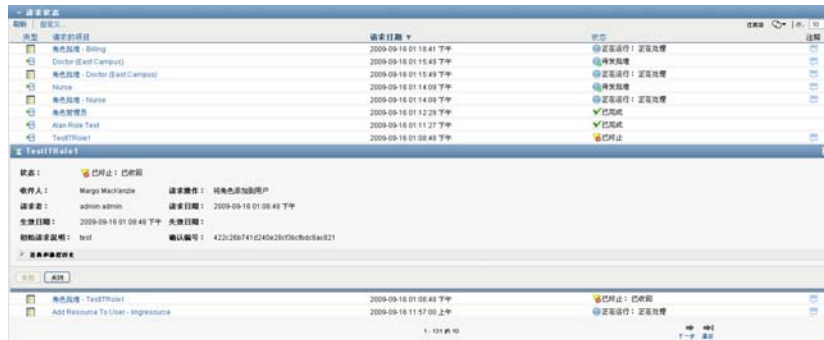 请求状态
刷新 自定义...
类型 请求的项目 请求日期 状态 注释
角色批准 - Billing 2009-09-16 01:18:41 下午 正在运行: 正在处理
Doctor (East Campus) 2009-09-16 01:15:49 下午 待发批准
角色批准 - Doctor (East Campus) 2009-09-16 01:15:49 下午 正在运行: 正在处理
Nurse 2009-09-16 01:14:09 下午 待发批准
角色批准 - Nurse 2009-09-16 01:14:09 下午 正在运行: 正在处理
角色管理员 2009-09-16 01:12:29 下午 已完成
Alan Role Test 2009-09-16 01:11:27 下午 已完成
TestITRole1 2009-09-16 01:08:48 下午 已终止
TestITRole1
状态: 已终止: 已收回
收件人: Margo MacKenzie 请求操作: 将角色添加到用户
请求者: admin admin 请求日期: 2009-09-16 01:08:48 下午
生效日期: 2009-09-16 01:08:48 下午 失效日期:
初始请求说明: test 确认编号:
收回 关闭
角色批准 - TestITRole1 2009-09-16 01:08:48 下午 已终止: 已收回
Add Resource To User - Imgresource 2009-09-16 11:57:00 上午 正在运行: 正在处理
1 - 131 的 10
下一步 最后